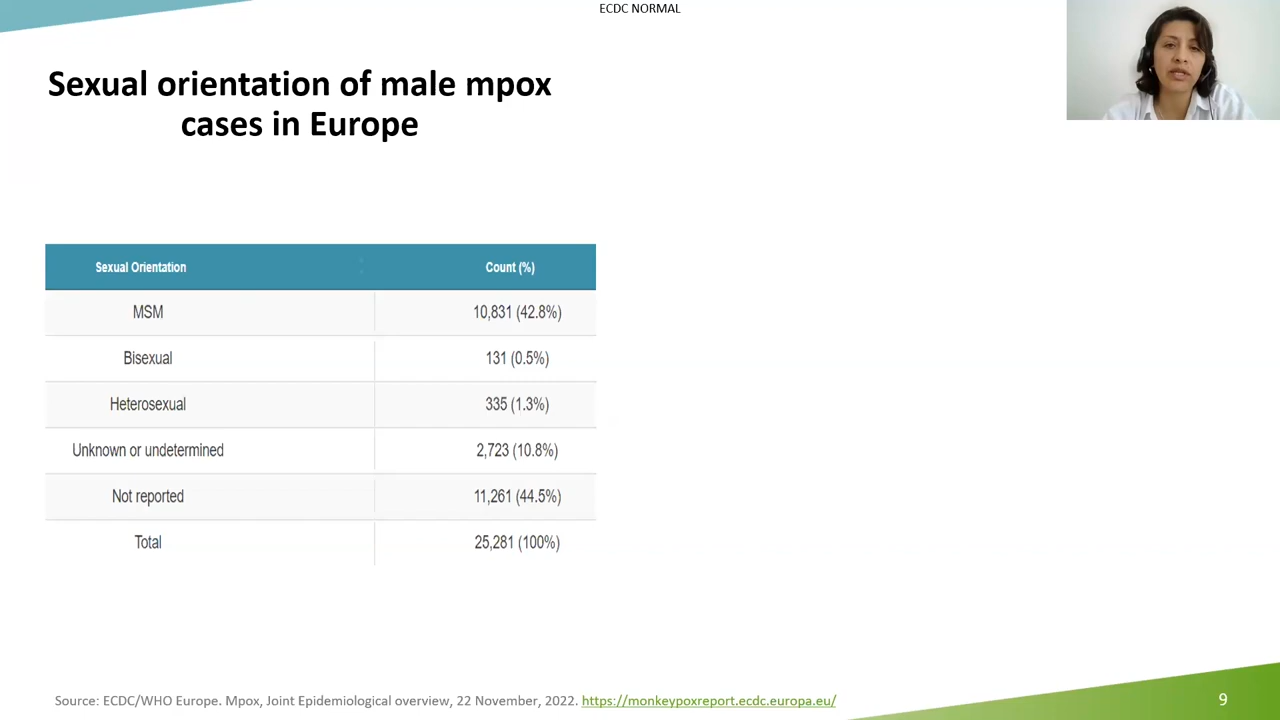 ECDC NORMAL
Sexual orientation of male mpox
cases in Europe
Sexual Orientation Count (%)
MSM 10,831 (42.8%)
Bisexual 131 (0.5%)
Heterosexual 335 (1.3%)
Unknown or undetermined 2,723 (10.8%)
Not reported 11,261 (44.5%)
Total 25,281 (100%)
Source: ECDC/WHO Europe. Mpox, Joint Epidemiological overview, 22 November, 2022. https://monkeypoxreport.ecdc.europa.eu/
9